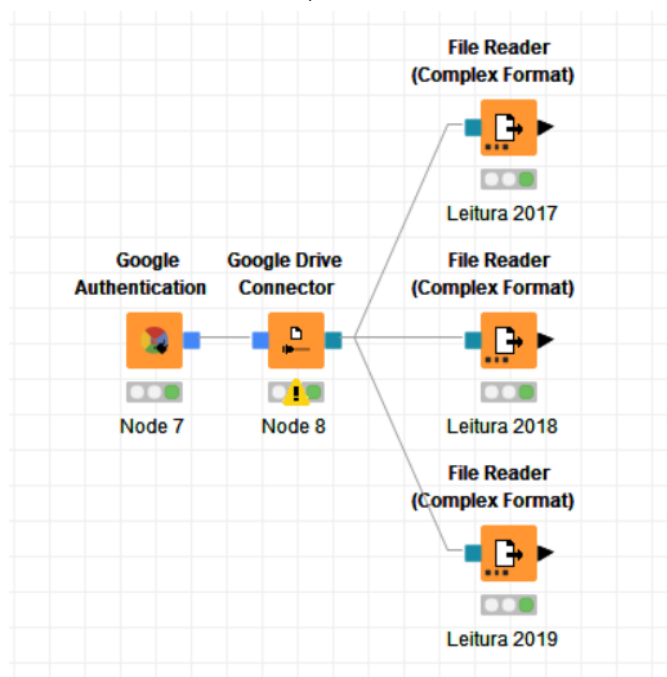 File Reader
(Complex Format)
Leitura 2017
Google
Authentication
Node 7
Google Drive
Connector
Node 8
File Reader
(Complex Format)
Leitura 2018
File Reader
(Complex Format)
Leitura 2019